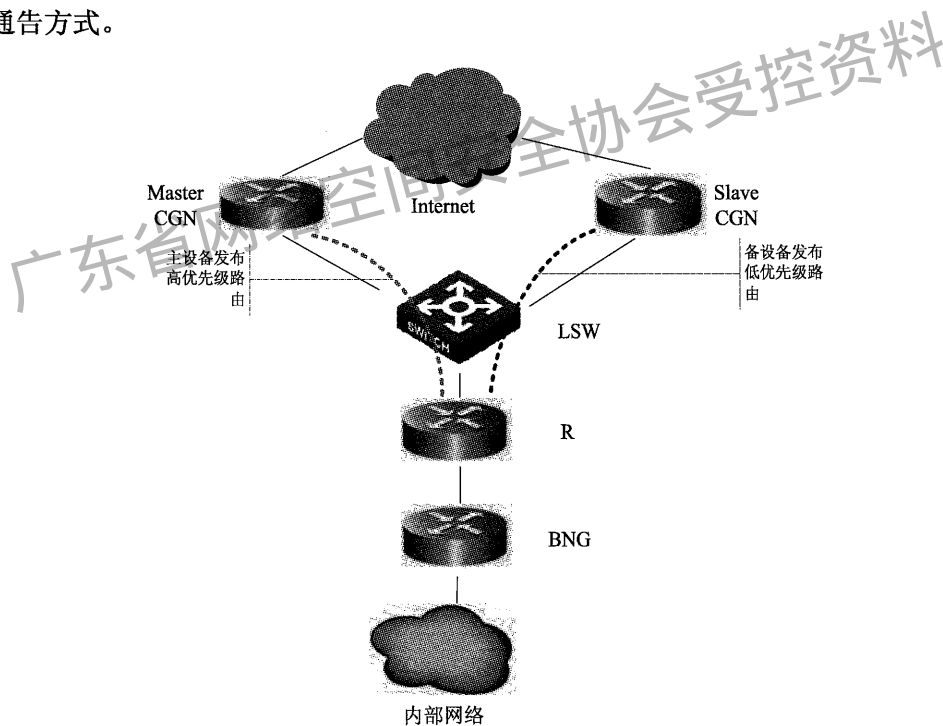 通告方式。
广东省网络空间安全协会受控资料
Internet
Master
CGN
Slave
CGN
主设备发布
高优先级路
由
备设备发布
低优先级路
由
SWITCH
LSW
R
BNG
内部网络